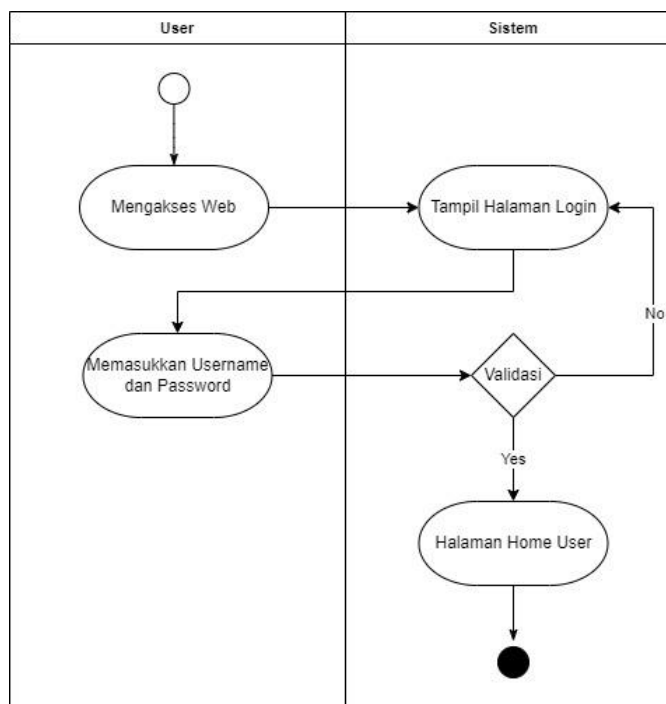 User
Sistem
Mengakses Web
Tampil Halaman Login
No
Memasukkan Username
dan Password
Validasi
Yes
Halaman Home User